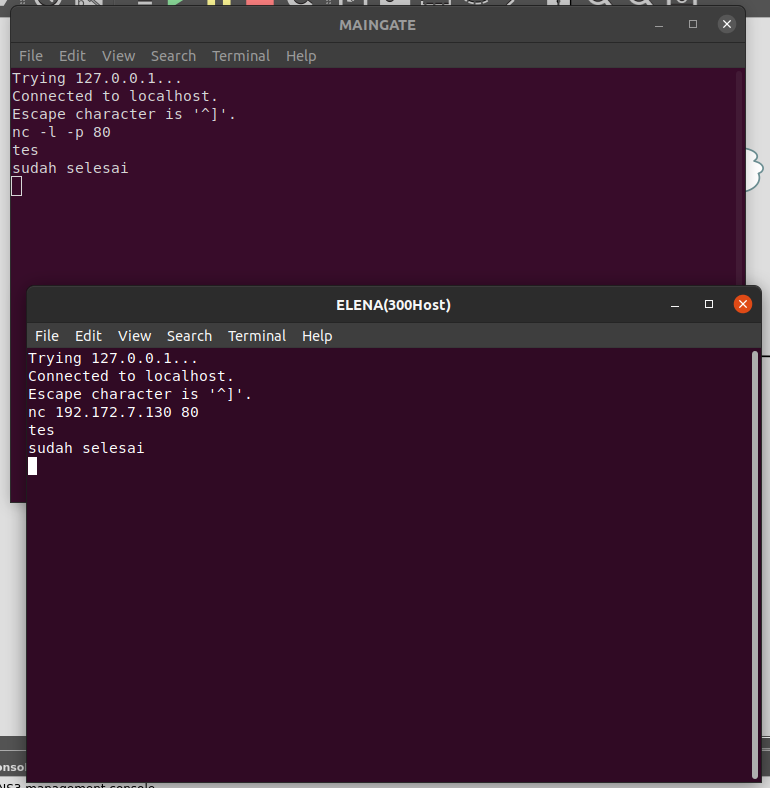 MAINGATE
File Edit View Search Terminal Help
Trying 127.0.0.1...
Connected to localhost.
Escape character is '^]'.
nc -l -p 80
tes
sudah selesai
ELENA(300Host)
File Edit View Search Terminal Help
Trying 127.0.0.1...
Connected to localhost.
Escape character is '^]'.
nc 192.172.7.130 80
tes
sudah selesai
management console